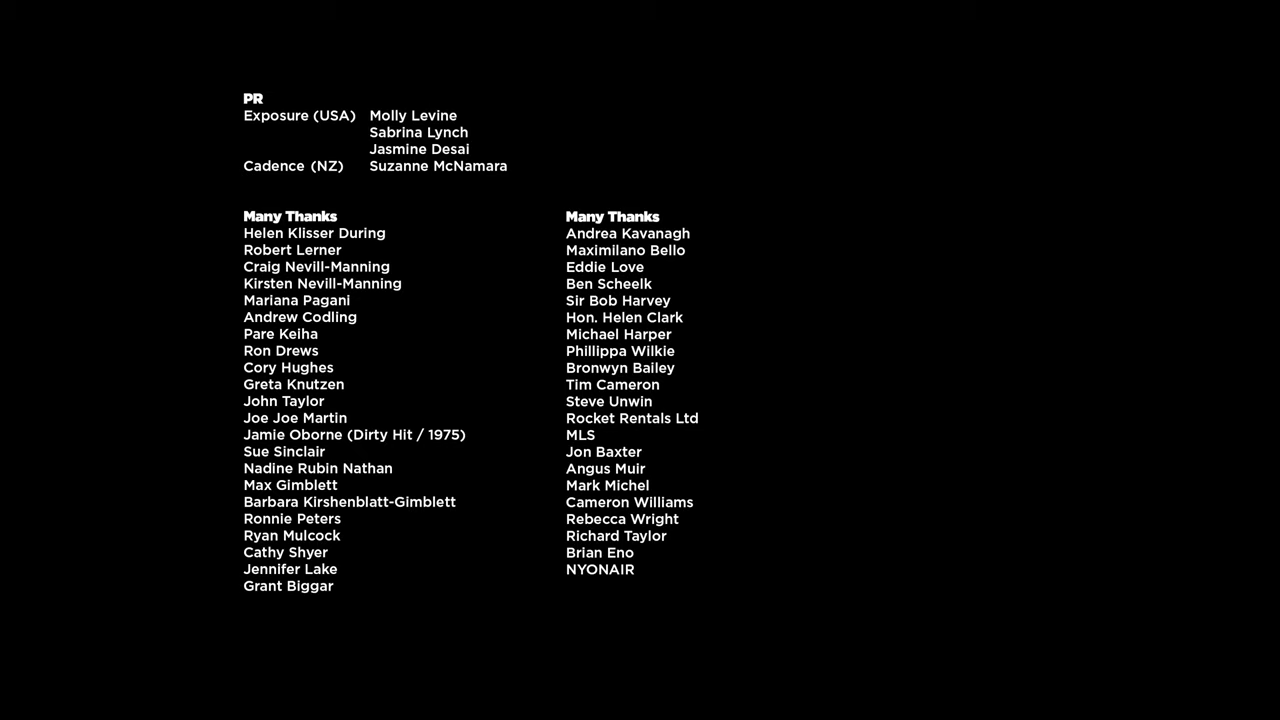 PR
Exposure (USA) Molly Levine
Sabrina Lynch
Jasmine Desai
Cadence (NZ) Suzanne McNamara
Many Thanks
Helen Klisser During
Robert Lerner
Craig Nevill-Manning
Kirsten Nevill-Manning
Mariana Pagani
Andrew Codling
Pare Keiha
Ron Drews
Cory Hughes
Greta Knutzen
John Taylor
Joe Joe Martin
Jamie Oborne (Dirty Hit / 1975)
Sue Sinclair
Nadine Rubin Nathan
Max Gimblett
Barbara Kirshenblatt-Gimblett
Ronnie Peters
Ryan Mulcock
Cathy Shyer
Jennifer Lake
Grant Biggar
Many Thanks
Andrea Kavanagh
Maximilano Bello
Eddie Love
Ben Scheelk
Sir Bob Harvey
Hon. Helen Clark
Michael Harper
Phillippa Wilkie
Bronwyn Bailey
Tim Cameron
Steve Unwin
Rocket Rentals Ltd
MLS
Jon Baxter
Angus Muir
Mark Michel
Cameron Williams
Rebecca Wright
Richard Taylor
Brian Eno
NYONAIR